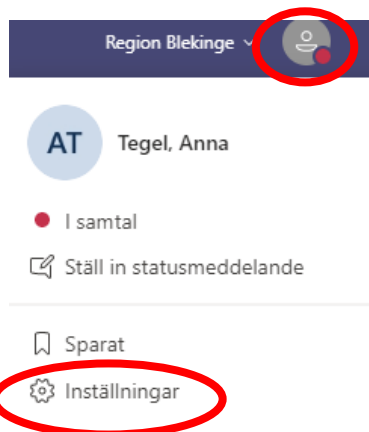 Region Blekinge
AT
Tegel, Anna
I samtal
Ställ in statusmeddelande
Sparat
Inställningar